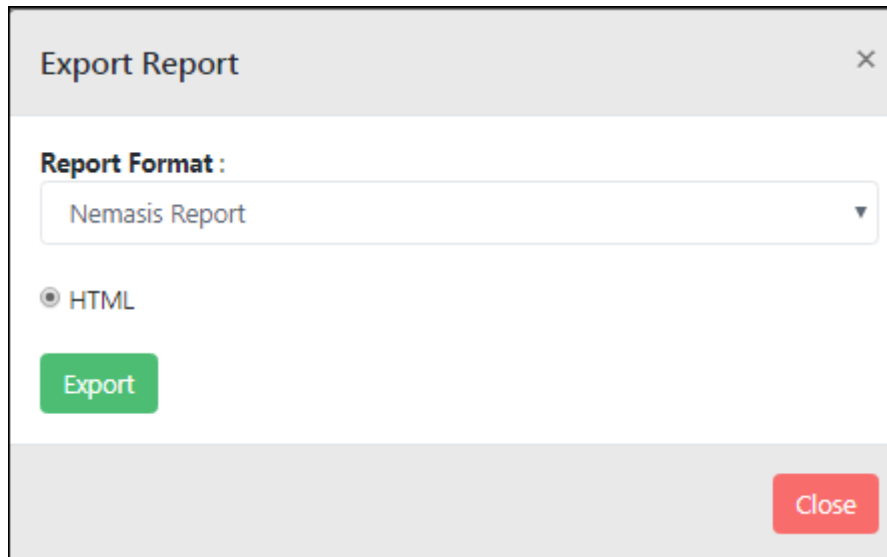 Export Report
×
Report Format :
Nemasis Report
HTML
Export
Close